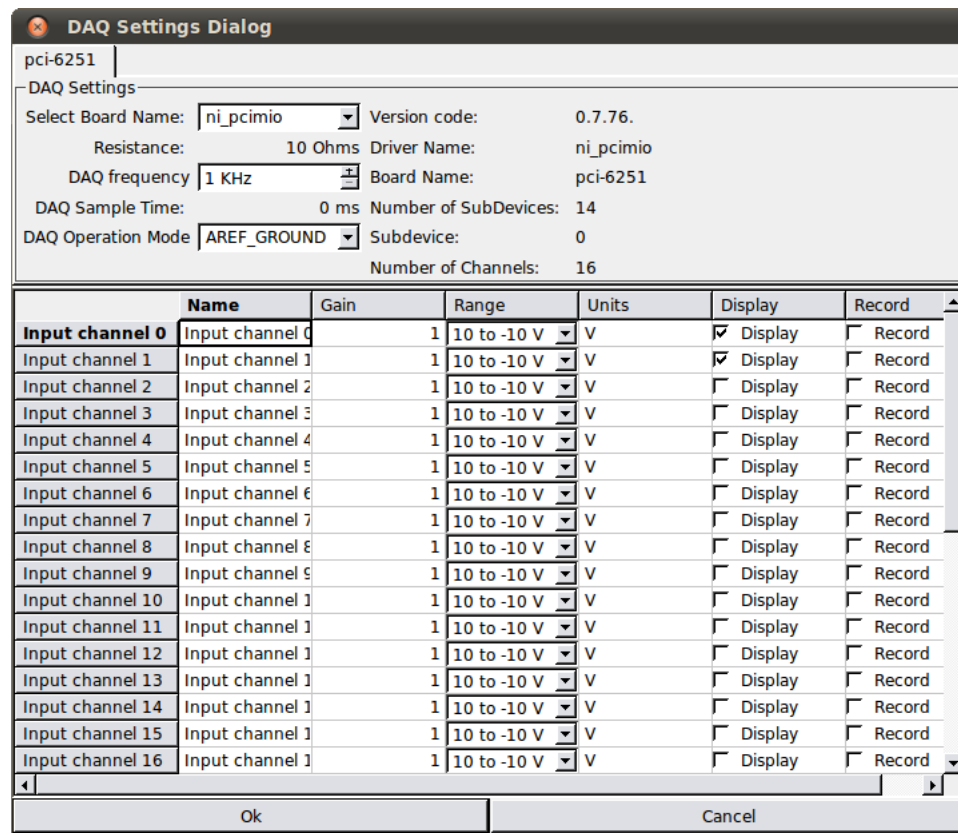 DAQ Settings Dialog
pci-6251
DAQ Settings
Select Board Name: ni_pcimio Version code: 0.7.76.
Resistance: 10 Ohms Driver Name: ni_pcimio
DAQ frequency 1 KHz Board Name: pci-6251
DAQ Sample Time: 0 ms Number of SubDevices: 14
DAQ Operation Mode AREF_GROUND Subdevice: 0
Number of Channels: 16
Name Gain Range Units Display Record
Input channel 0 Input channel 0 1 10 to -10 V V Display Record
Input channel 1 Input channel 1 1 10 to -10 V V Display Record
Input channel 2 Input channel 2 1 10 to -10 V V Display Record
Input channel 3 Input channel 3 1 10 to -10 V V Display Record
Input channel 4 Input channel 4 1 10 to -10 V V Display Record
Input channel 5 Input channel 5 1 10 to -10 V V Display Record
Input channel 6 Input channel 6 1 10 to -10 V V Display Record
Input channel 7 Input channel 7 1 10 to -10 V V Display Record
Input channel 8 Input channel 8 1 10 to -10 V V Display Record
Input channel 9 Input channel 9 1 10 to -10 V V Display Record
Input channel 10 Input channel 1 1 10 to -10 V V Display Record
Input channel 11 Input channel 1 1 10 to -10 V V Display Record
Input channel 12 Input channel 1 1 10 to -10 V V Display Record
Input channel 13 Input channel 1 1 10 to -10 V V Display Record
Input channel 14 Input channel 1 1 10 to -10 V V Display Record
Input channel 15 Input channel 1 1 10 to -10 V V Display Record
Input channel 16 Input channel 1 1 10 to -10 V V Display Record
Ok Cancel